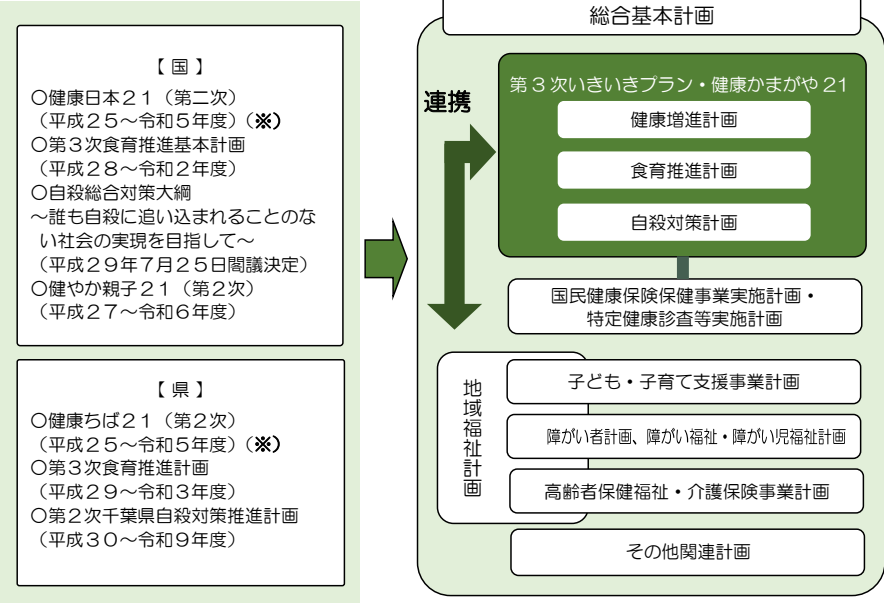 【 国 】
〇健康日本２１（第二次）
（平成２５～令和５年度）（※）
〇第３次食育推進基本計画
（平成２８～令和２年度）
〇自殺総合対策大綱
～誰も自殺に追い込まれることのな
い社会の実現を目指して～
（平成２９年７月２５日閣議決定）
〇健やか親子２１（第２次）
（平成２７～令和６年度）
【 県 】
〇健康ちば２１（第２次）
（平成２５～令和５年度）（※）
〇第３次食育推進計画
（平成２９～令和３年度）
〇第２次千葉県自殺対策推進計画
（平成３０～令和９年度）
総合基本計画
連携
第３次いきいきプラン・健康かまがや 21
健康増進計画
食育推進計画
自殺対策計画
国民健康保険保健事業実施計画・
特定健康診査等実施計画
地域福祉計画
子ども・子育て支援事業計画
障がい者計画、障がい福祉・障がい児福祉計画
高齢者保健福祉・介護保険事業計画
その他関連計画